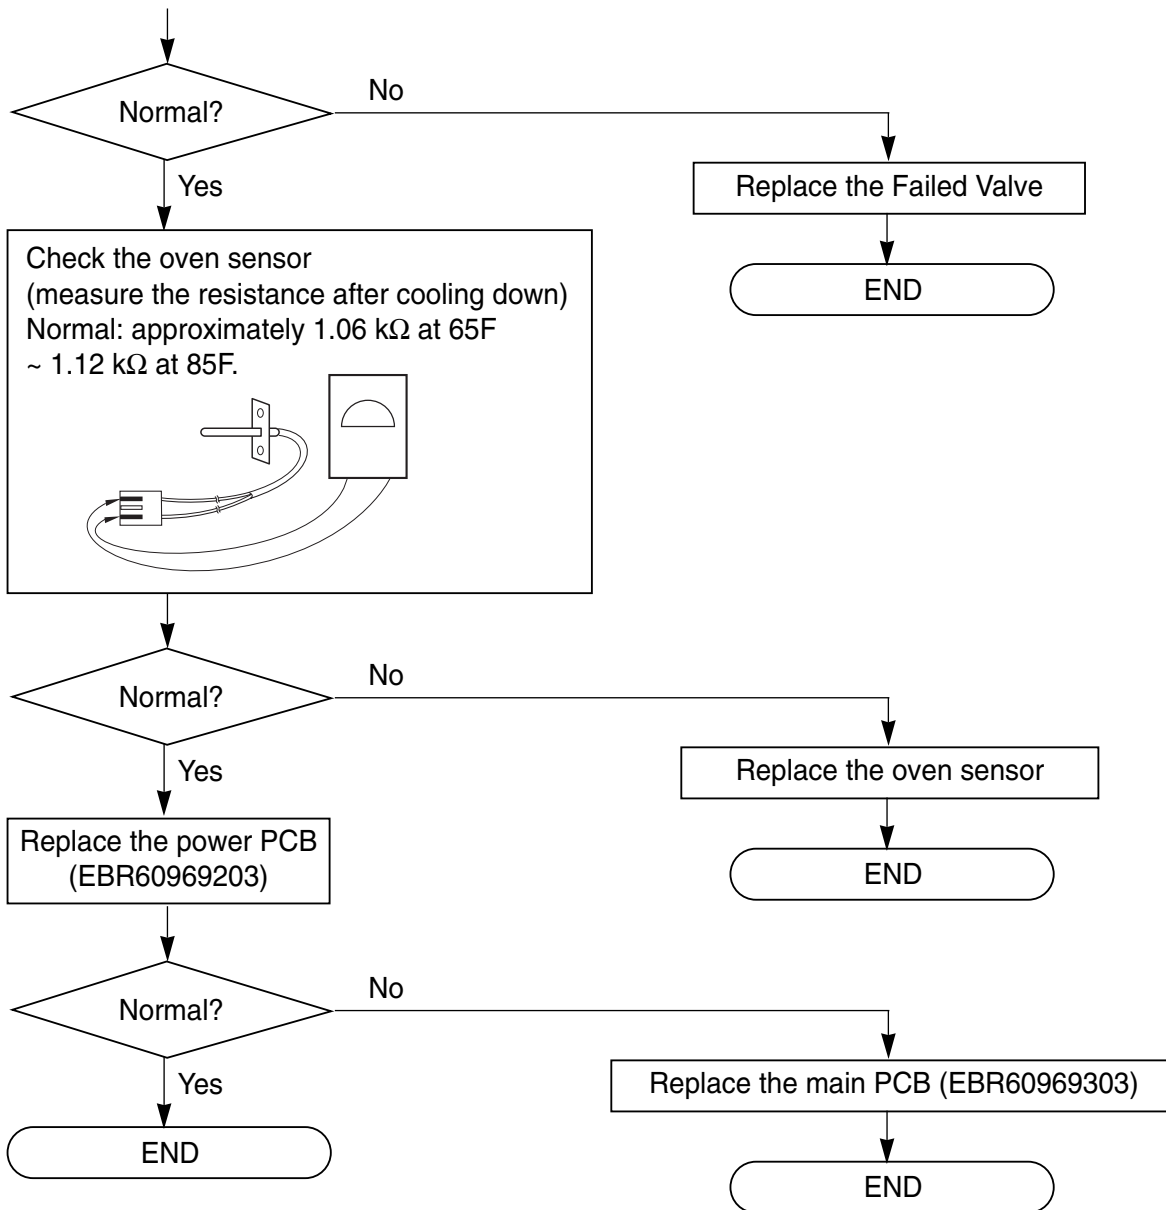 Normal?
No
Yes
Replace the Failed Valve
END
Check the oven sensor
(measure the resistance after cooling down)
Normal: approximately 1.06 kΩ at 65F
~ 1.12 kΩ at 85F.
Normal?
No
Yes
Replace the oven sensor
END
Replace the power PCB
(EBR60969203)
Normal?
No
Yes
Replace the main PCB (EBR60969303)
END
END